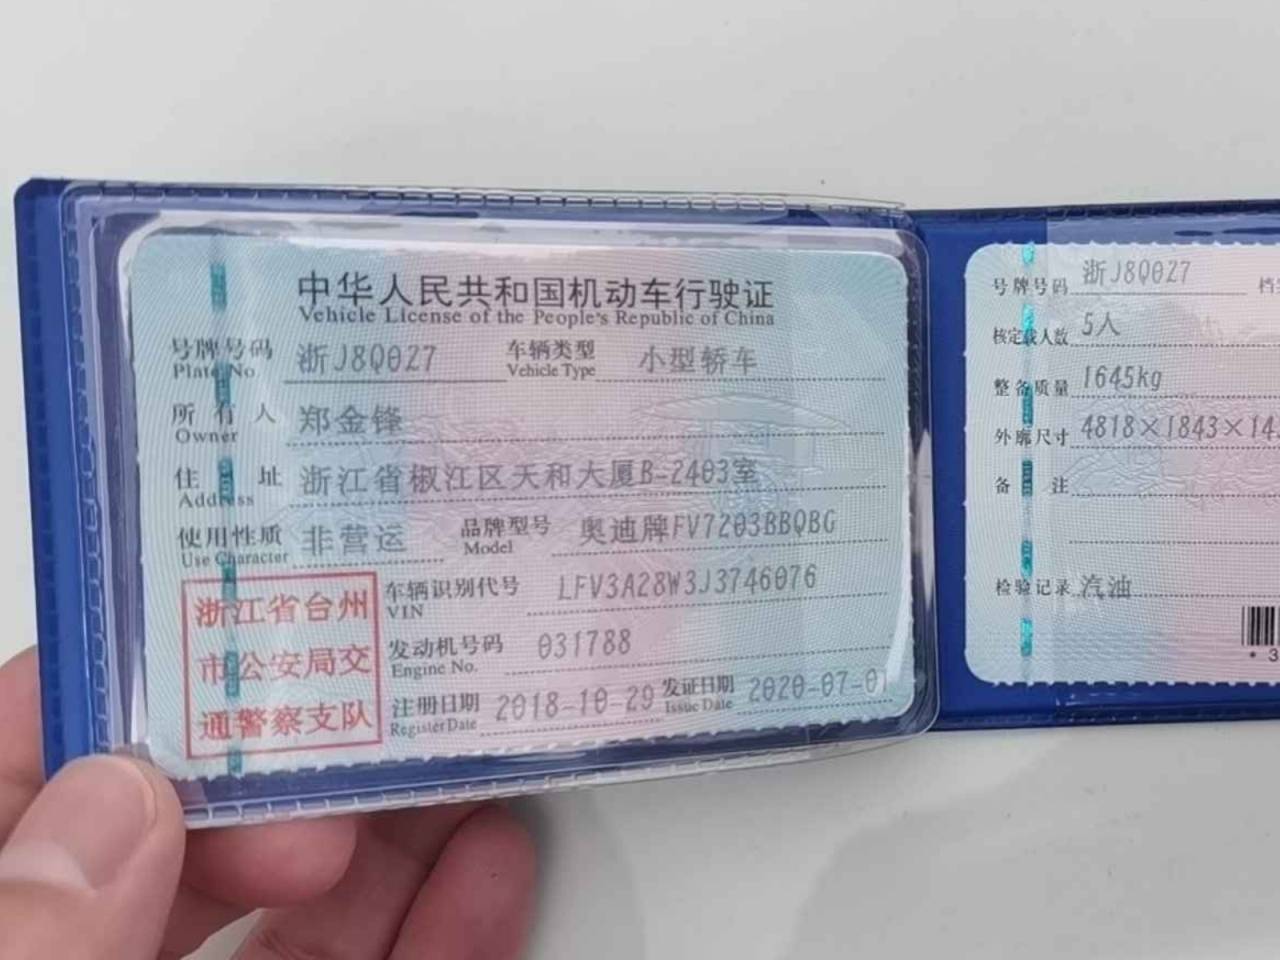 中华人民共和国机动车行驶证
Vehicle License of the People's Republic of China
号牌号码 浙J8Q0Z7 车辆类型 小型轿车
Plate No Vehicle Type
所有人 郑金锋
Owner
住址 浙江省椒江区天和大厦B-2403室
Address
使用性质 非营运 品牌型号 奥迪牌FV7203BBQBG
Use Character Model
浙江省台州
市公安局交
通警察支队
车辆识别代号 LFV3A28W3J3746076
VIN
发动机号码 031788
Engine No.
注册日期 2018-10-29 发证日期 2020-07-01
Register Date Issue Date
号牌号码 浙J8Q0Z7
核定载人数 5人
整备质量 1645kg
外廓尺寸 4818×1843×14
备注
检验记录 汽油